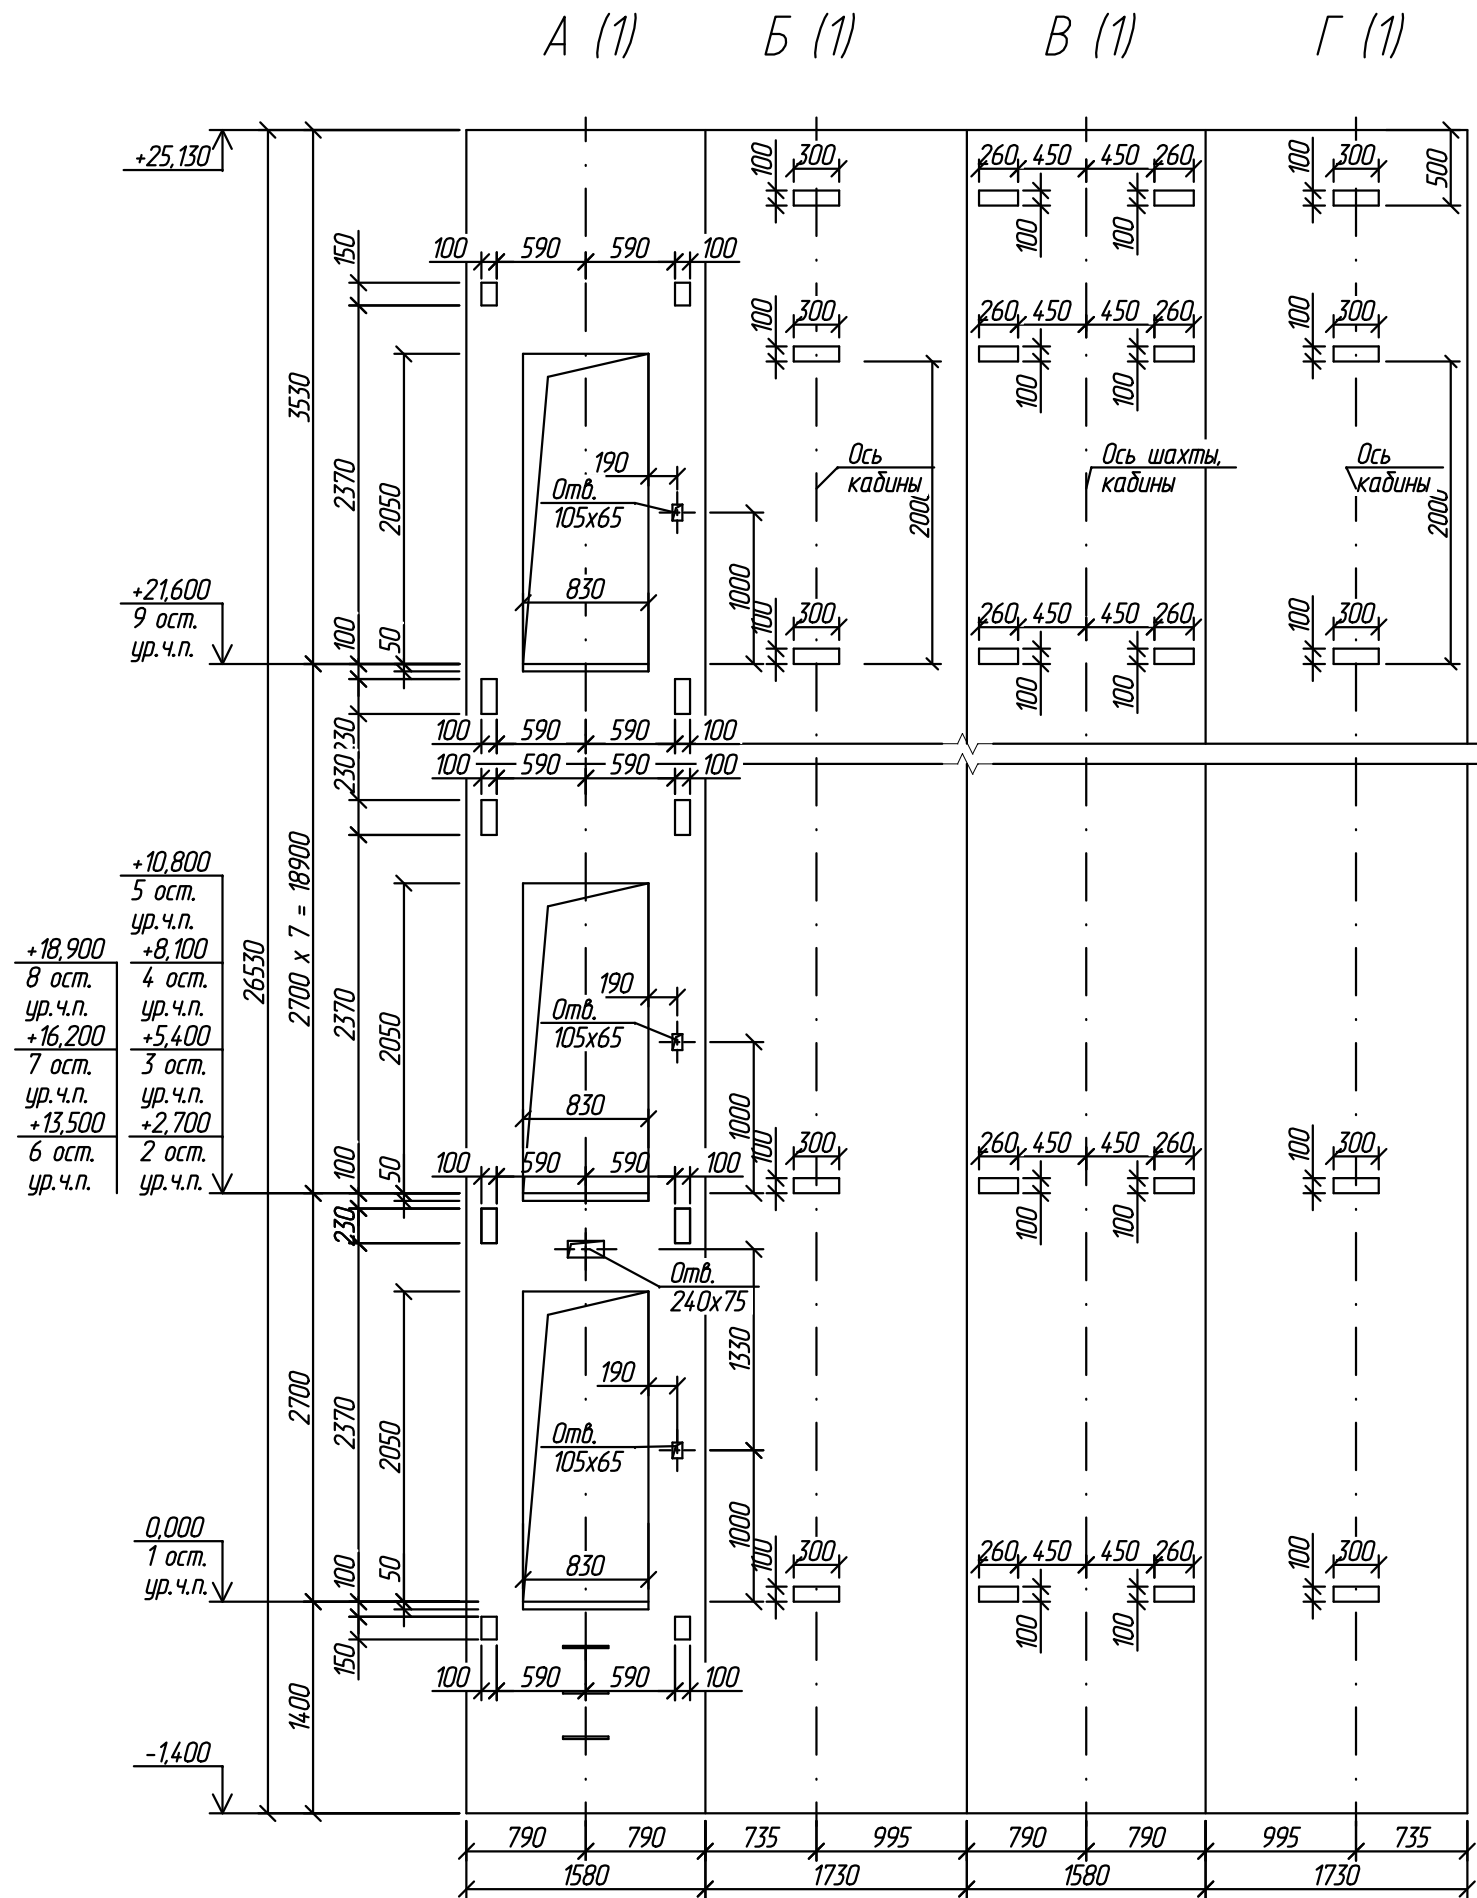 А (1) Б (1) В (1) Г (1)
+25,130
100 300 260 450 450 260 100 300 500
100 100
150 100 590 590 100
100 300 260 450 450 260 100 300
100 100
3530
2370 2050
190
Отв.
105х65
Ось
кабины
Ось шахты,
кабины
Ось
кабины
2000 2000
+21,600
9 ост.
ур.ч.п.
830
1000
100 50
100 300 260 450 450 260 100 300
100 100
230
100 590 590 100
230
100 590 590 100
+10,800
5 ост.
ур.ч.п.
+18,900 +8,100
8 ост. 4 ост.
ур.ч.п. ур.ч.п.
+16,200 +5,400
7 ост. 3 ост.
ур.ч.п. ур.ч.п.
+13,500 +2,700
6 ост. 2 ост.
ур.ч.п. ур.ч.п.
26530
2700 х 7 = 18900
2370 2050
190
Отв.
105х65
830
1000
100 50
100 590 590 100
100 300 260 450 450 260 100 300
100 100
230
Отв.
240х75
1330
2700
2370 2050
190
Отв.
105х65
0,000
1 ост.
ур.ч.п.
830
1000
100 50
100 300 260 450 450 260 100 300
100 100
150
100 590 590 100
1400
-1,400
790 790 735 995 790 790 995 735
1580 1730 1580 1730